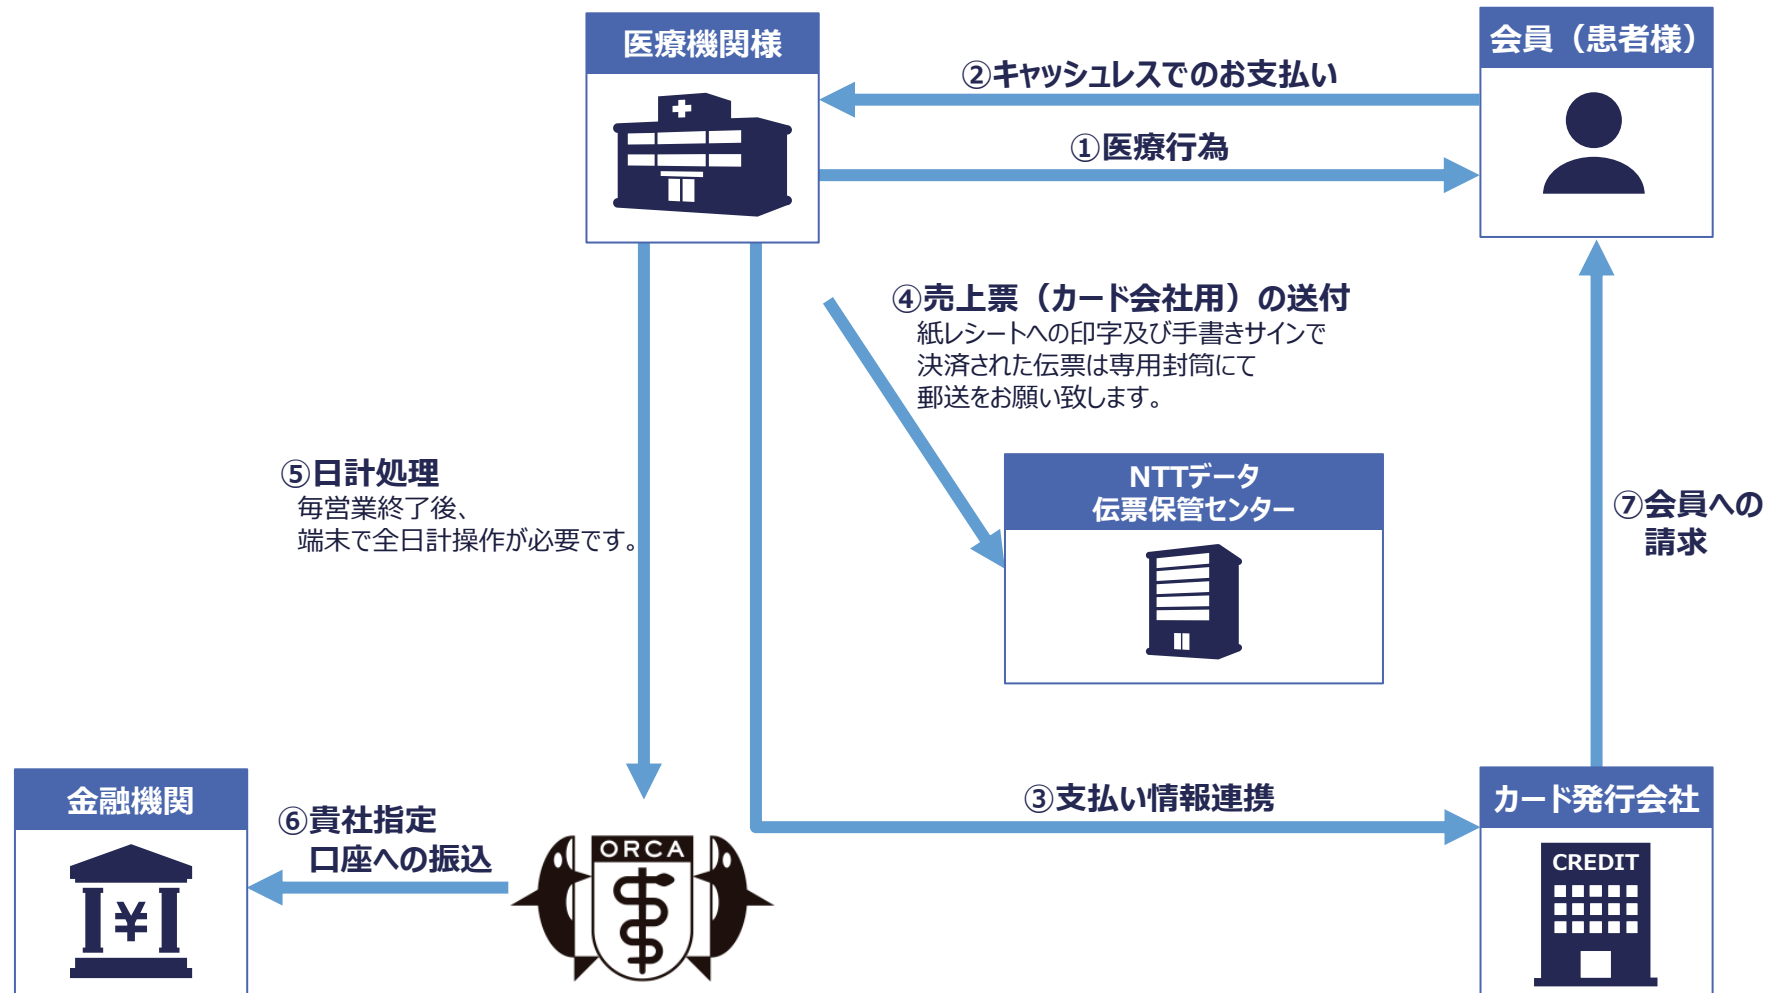 医療機関様
会員（患者様）
②キャッシュレスでのお支払い
①医療行為
④売上票（カード会社用）の送付
紙レシートへの印字及び手書きサインで
決済された伝票は専用封筒にて
郵送をお願い致します。
⑤日計処理
毎営業終了後、
端末で全日計操作が必要です。
NTTデータ
伝票保管センター
⑦会員への
請求
金融機関
¥
⑥貴社指定
口座への振込
ORCA
③支払い情報連携
カード発行会社
CREDIT